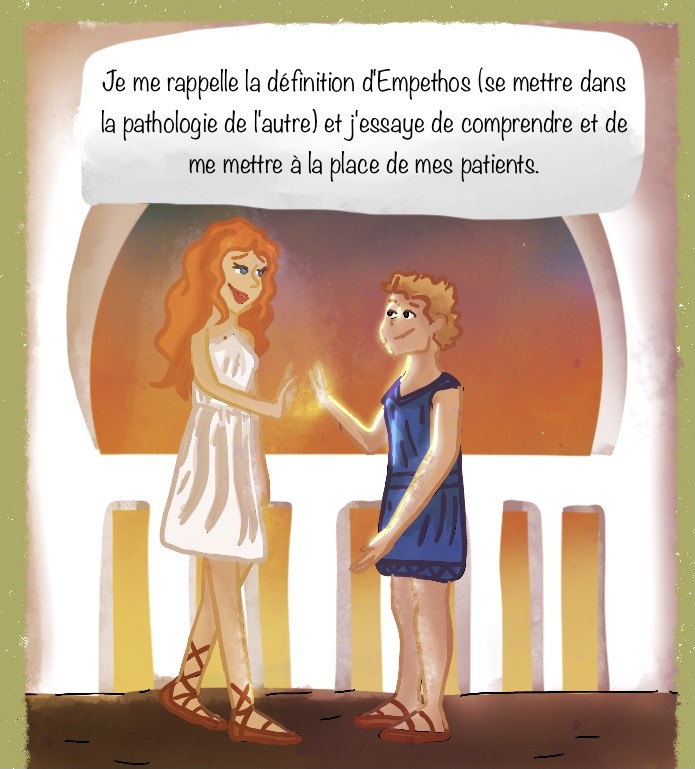 Je me rappelle la définition d'Empethos (se mettre dans
la pathologie de l'autre) et j'essaye de comprendre et de
me mettre à la place de mes patients.